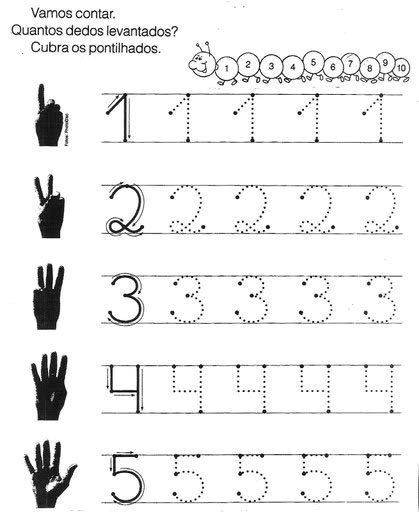 Vamos contar.
Quantos dedos levantados?
Cubra os pontilhados.
1 2 3 4 5 6 7 8 9 10
1 1 1 1 1
2 2 2 2 2
3 3 3 3 3
4 4 4 4 4
5 5 5 5 5